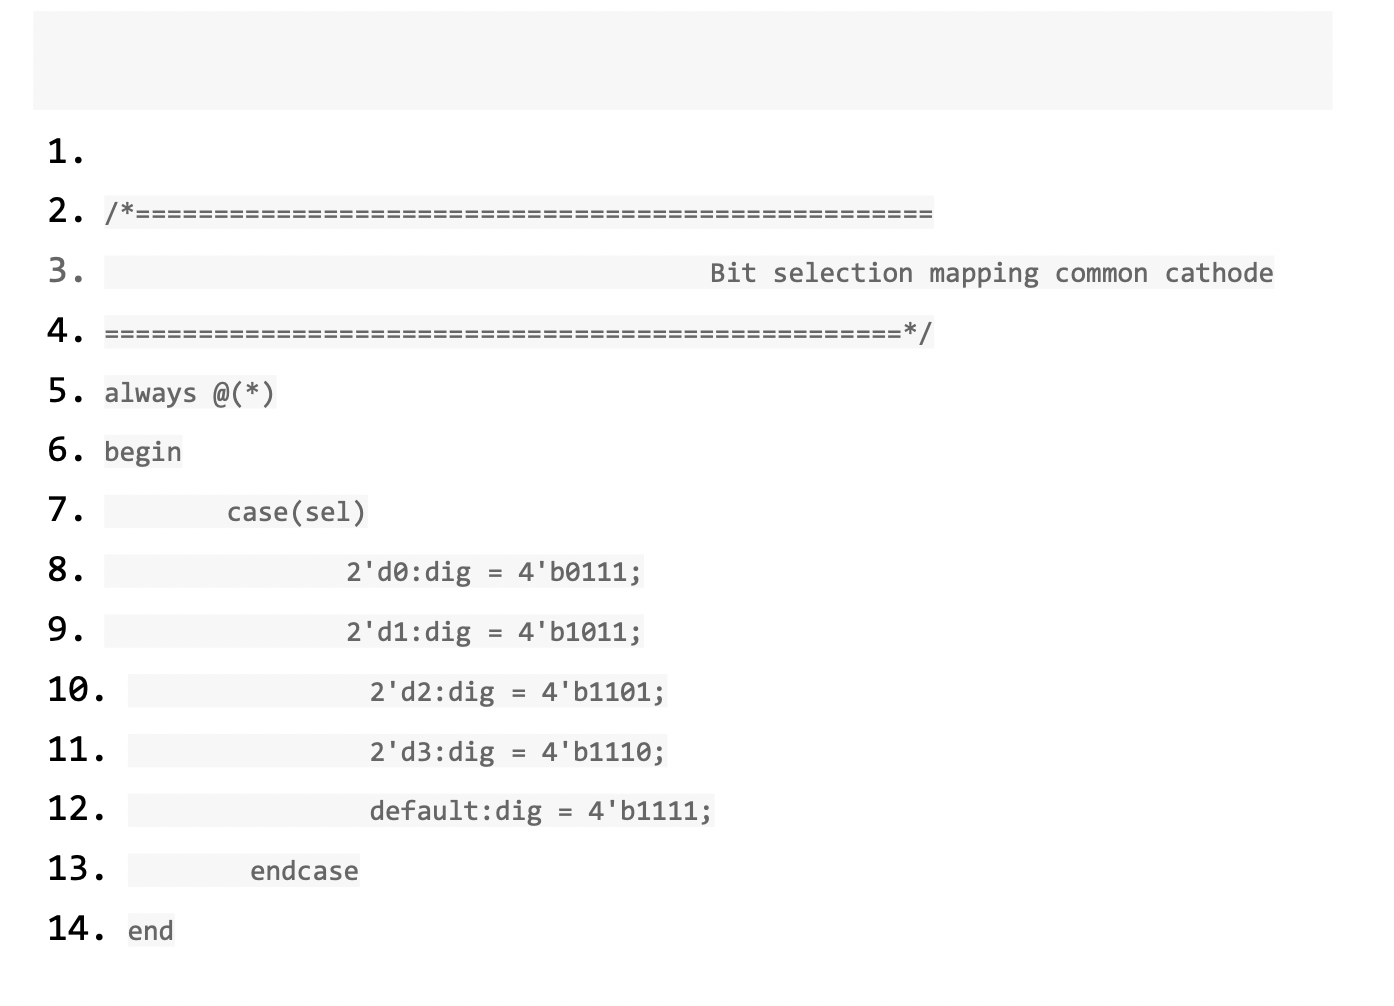 1.
2. /*===================================================
3. Bit selection mapping common cathode
4. ===================================================*/
5. always @(*)
6. begin
7. case(sel)
8. 2'd0:dig = 4'b0111;
9. 2'd1:dig = 4'b1011;
10. 2'd2:dig = 4'b1101;
11. 2'd3:dig = 4'b1110;
12. default:dig = 4'b1111;
13. endcase
14. end